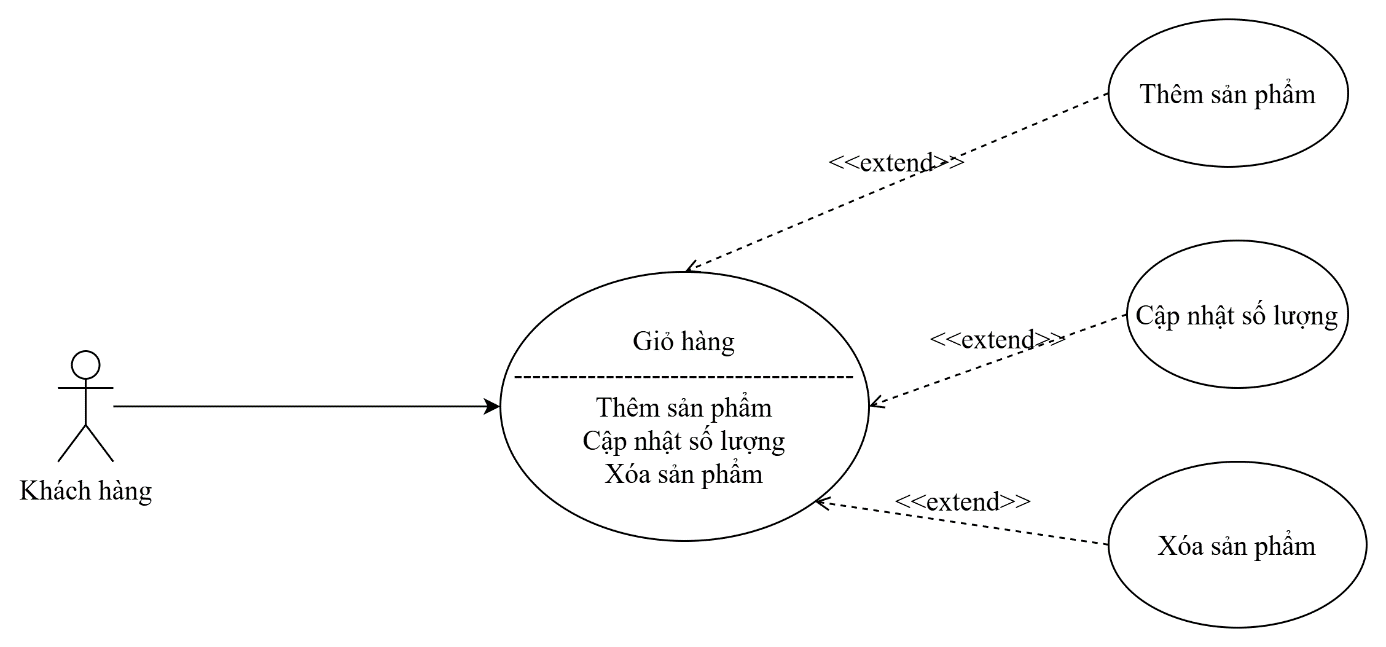 Thêm sản phẩm
<<extend>>
Cập nhật số lượng
<<extend>>
Giỏ hàng
Thêm sản phẩm
Cập nhật số lượng
Xóa sản phẩm
Khách hàng
<<extend>>
Xóa sản phẩm